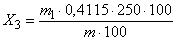 X₃ = (m₁ · 0,4115 · 250 · 100) / (m · 100)